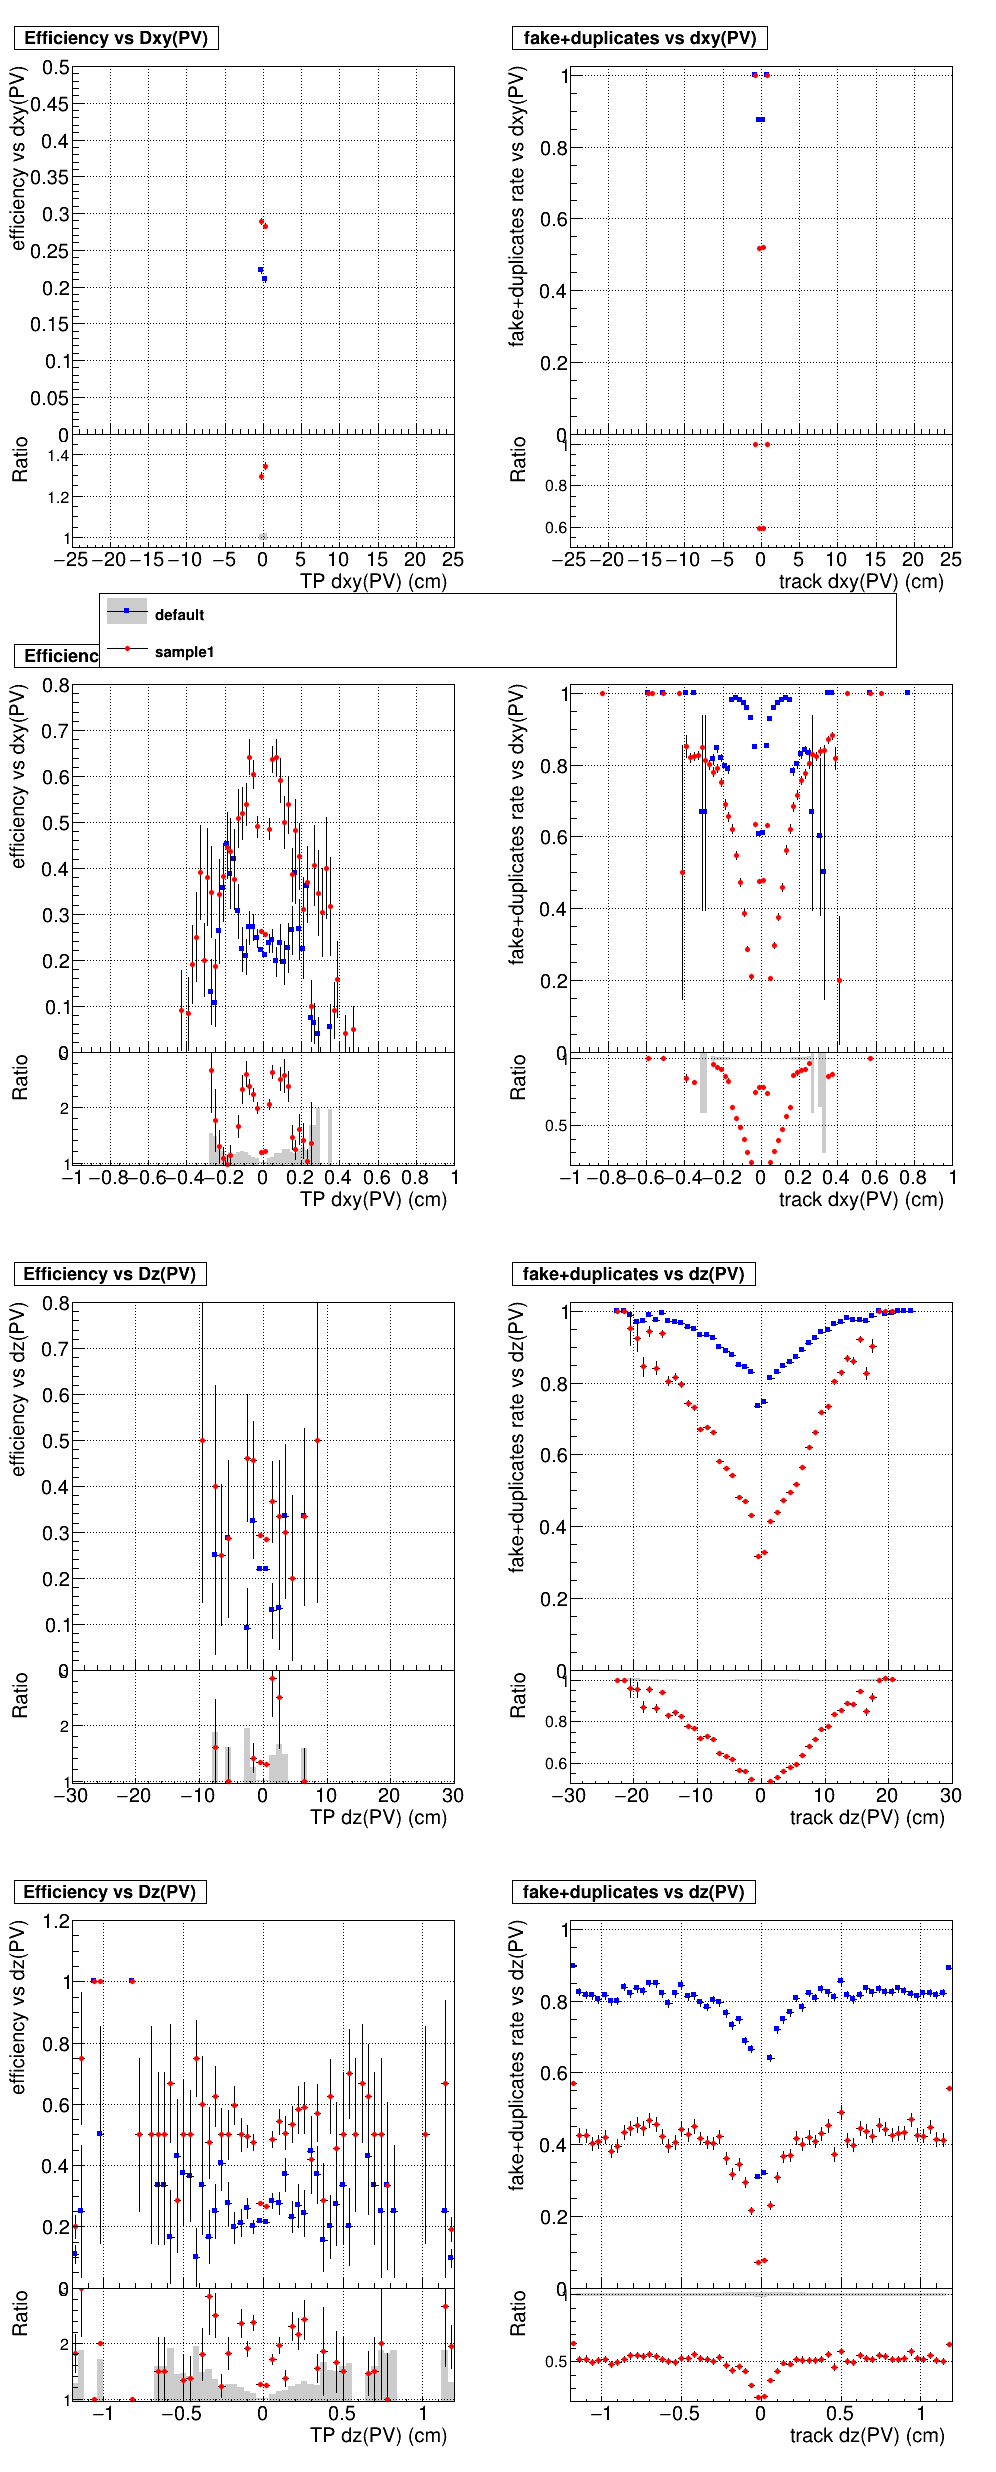 Efficiency vs Dxy(PV)
fake+duplicates vs dxy(PV)
efficiency vs dxy(PV)
0.5
0.45
0.4
0.35
0.3
0.25
0.2
0.15
0.1
0.05
0
Ratio
1.4
1.2
1
−25 −20 −15 −10 −5 0 5 10 15 20 25
TP dxy(PV) (cm)
fake+duplicates rate vs dxy(PV)
1
0.8
0.6
0.4
0.2
0
Ratio
1
0.8
0.6
−25 −20 −15 −10 −5 0 5 10 15 20 25
track dxy(PV) (cm)
default
sample1
Efficienc
efficiency vs dxy(PV)
0.8
0.7
0.6
0.5
0.4
0.3
0.2
0.1
0
Ratio
2
1
−1 −0.8 −0.6 −0.4 −0.2 0 0.2 0.4 0.6 0.8 1
TP dxy(PV) (cm)
fake+duplicates rate vs dxy(PV)
1
0.8
0.6
0.4
0.2
0
Ratio
1
0.5
−1 −0.8 −0.6 −0.4 −0.2 0 0.2 0.4 0.6 0.8 1
track dxy(PV) (cm)
Efficiency vs Dz(PV)
fake+duplicates vs dz(PV)
efficiency vs dz(PV)
0.8
0.7
0.6
0.5
0.4
0.3
0.2
0.1
0
Ratio
2
1
−30 −20 −10 0 10 20 30
TP dz(PV) (cm)
fake+duplicates rate vs dz(PV)
1
0.8
0.6
0.4
0.2
0
Ratio
1
0.8
0.6
−30 −20 −10 0 10 20 30
track dz(PV) (cm)
Efficiency vs Dz(PV)
fake+duplicates vs dz(PV)
efficiency vs dz(PV)
1.2
1
0.8
0.6
0.4
0.2
0
Ratio
2
1
−1 −0.5 0 0.5 1
TP dz(PV) (cm)
fake+duplicates rate vs dz(PV)
1
0.8
0.6
0.4
0.2
0
Ratio
1
0.5
−1 −0.5 0 0.5 1
track dz(PV) (cm)